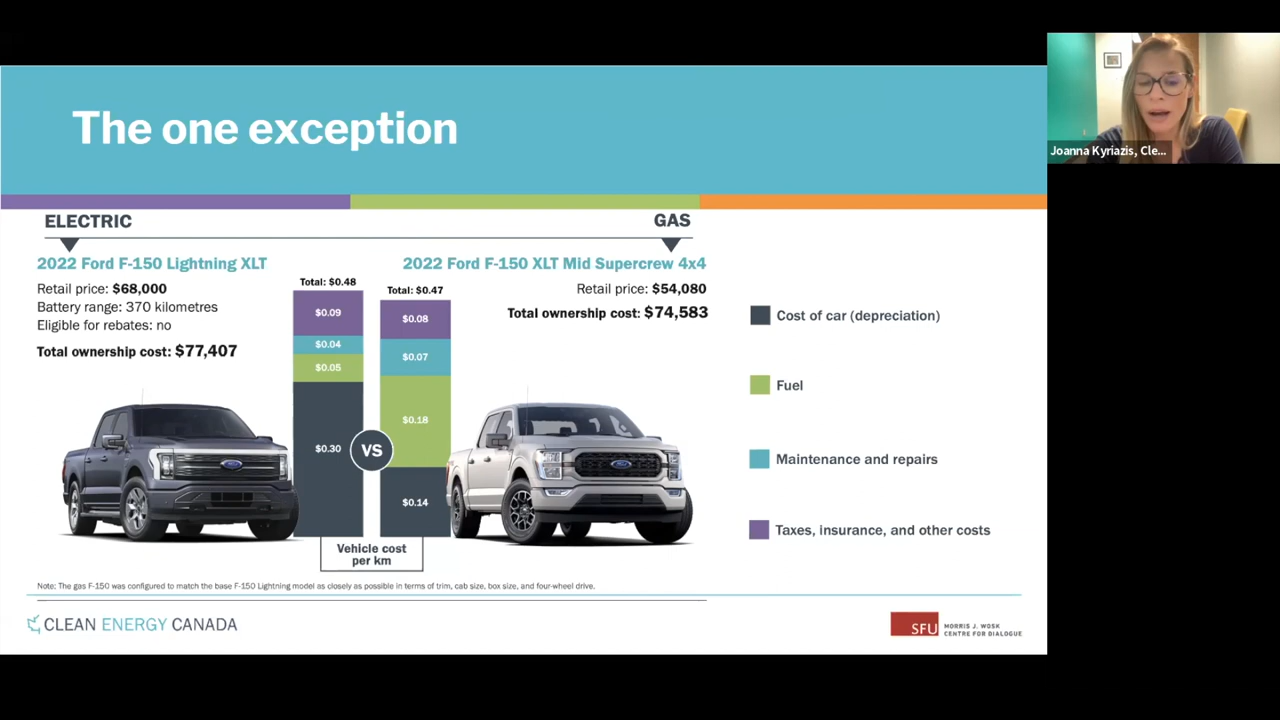 The one exception
Joanna Kyriazis, Cle...
ELECTRIC
GAS
2022 Ford F-150 Lightning XLT
Retail price: $68,000
Battery range: 370 kilometres
Eligible for rebates: no
Total ownership cost: $77,407
Total: $0.48
$0.09
$0.04
$0.05
$0.30
VS
Total: $0.47
$0.08
$0.07
$0.18
$0.14
2022 Ford F-150 XLT Mid Supercrew 4x4
Retail price: $54,080
Total ownership cost: $74,583
Vehicle cost
per km
Cost of car (depreciation)
Fuel
Maintenance and repairs
Taxes, insurance, and other costs
Note: The gas F-150 was configured to match the base F-150 Lightning model as closely as possible in terms of trim, cab size, box size, and four-wheel drive.
CLEAN ENERGY CANADA
SFU
MORRIS J. WOSK
CENTRE FOR DIALOGUE